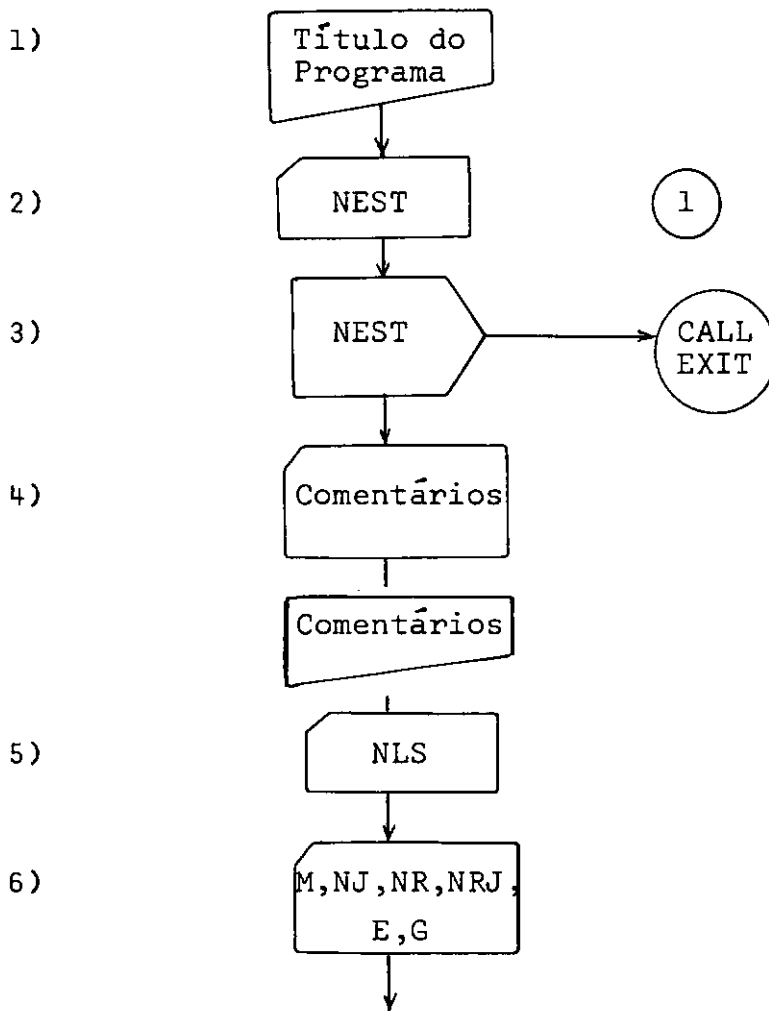 1)
Título do
Programa
2)
NEST
1
3)
NEST
CALL
EXIT
4)
Comentários
Comentários
5)
NLS
6)
M,NJ,NR,NRJ,
E,G